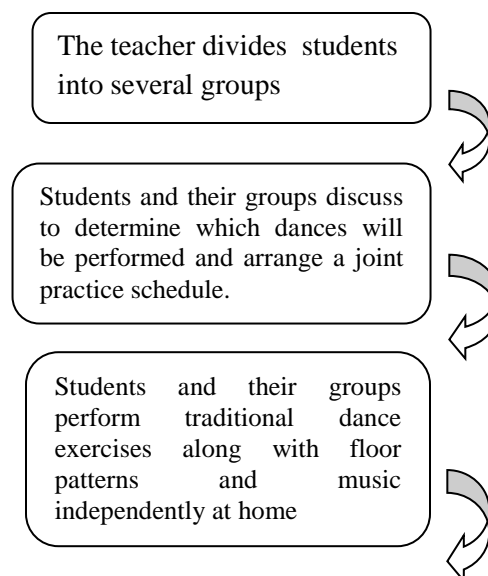 The teacher divides students
into several groups
Students and their groups discuss
to determine which dances will
be performed and arrange a joint
practice schedule.
Students and their groups
perform traditional dance
exercises along with floor
patterns and music
independently at home